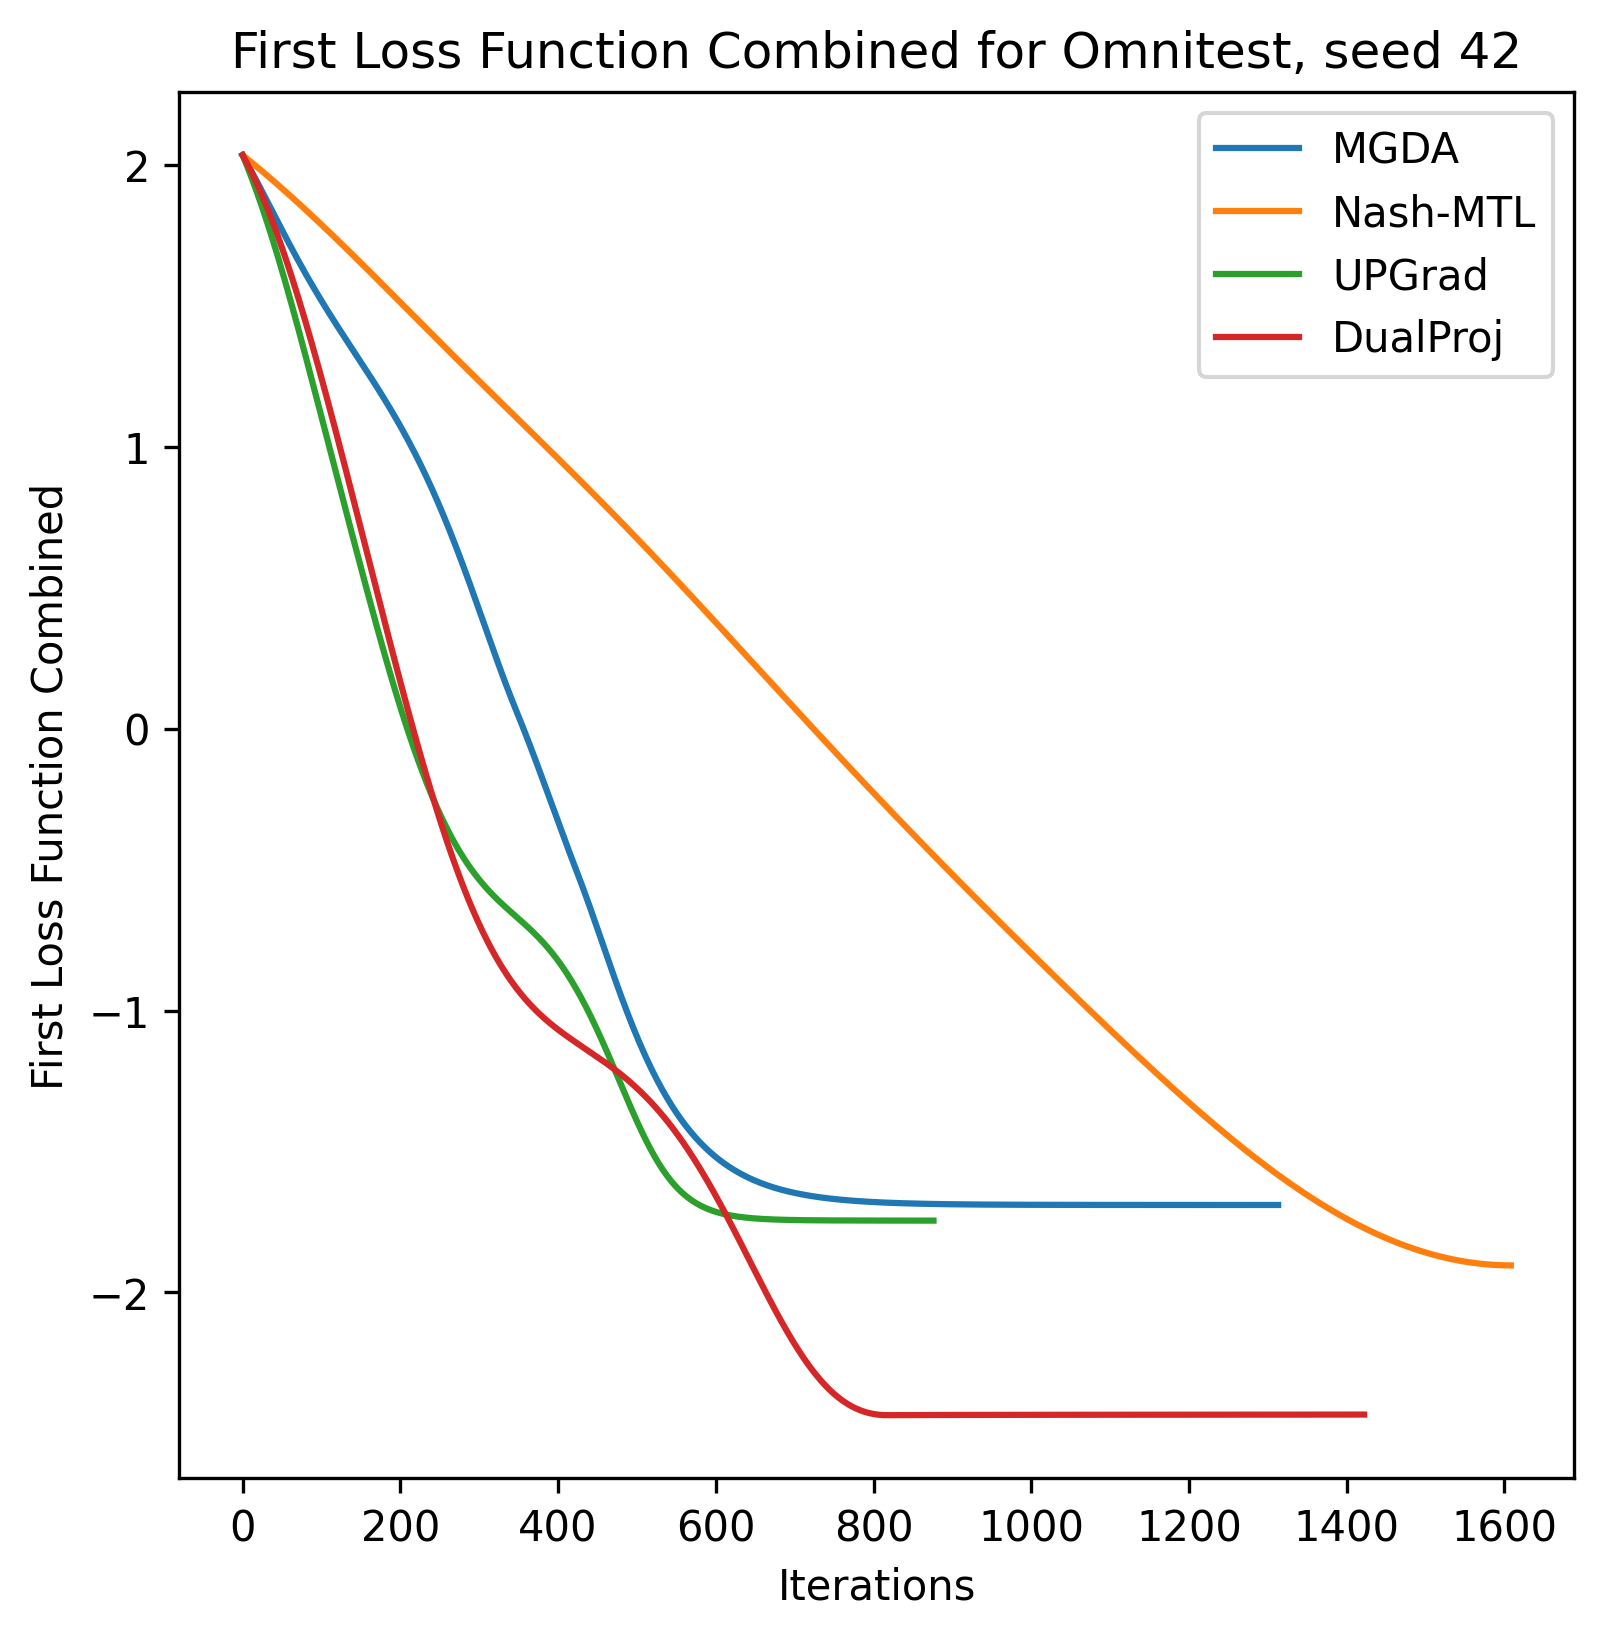 First Loss Function Combined for Omnitest, seed 42
MGDA
Nash-MTL
UPGrad
DualProj
First Loss Function Combined
2
1
0
−1
−2
0 200 400 600 800 1000 1200 1400 1600
Iterations